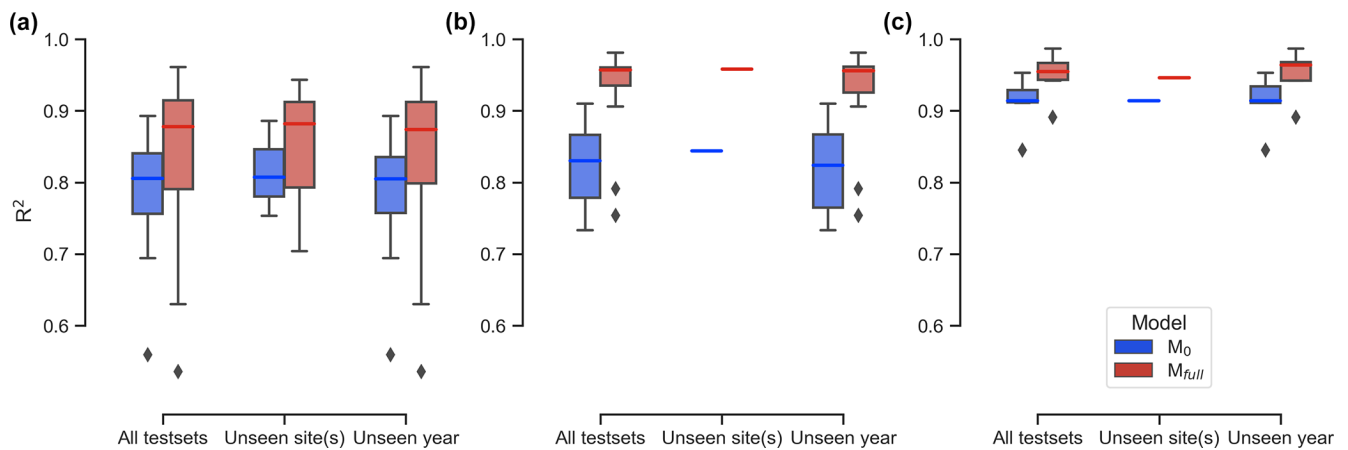 (a)
R²
1.0
0.9
0.8
0.7
0.6
All testsets
Unseen site(s)
Unseen year
(b)
1.0
0.9
0.8
0.7
0.6
All testsets
Unseen site(s)
Unseen year
(c)
1.0
0.9
0.8
0.7
0.6
Model
M₀
M_full
All testsets
Unseen site(s)
Unseen year